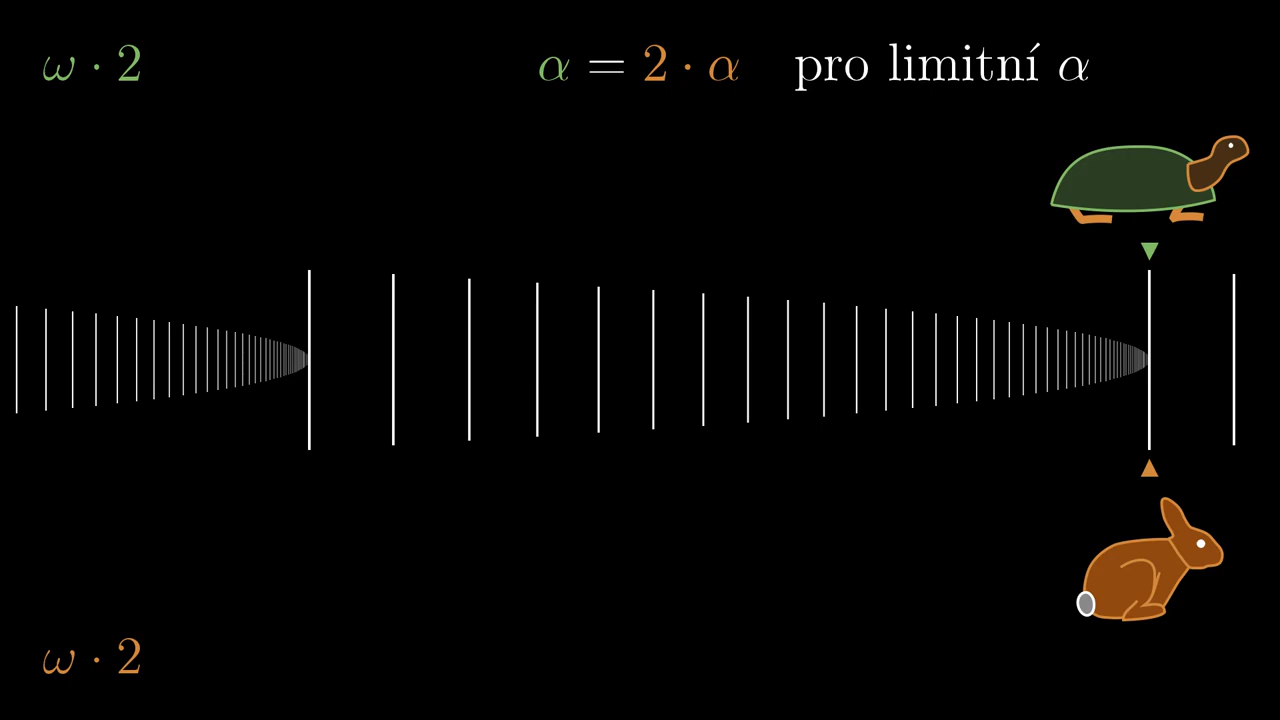 ω · 2
α = 2 · α pro limitní α
ω · 2